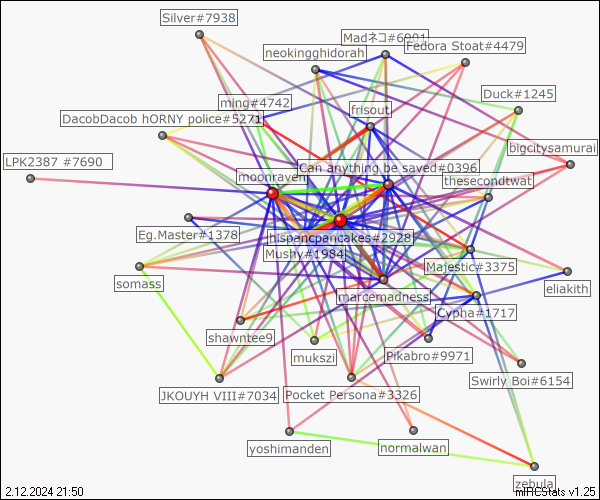 Silver#7938
Madネコ#6001
Fedora Stoat#4479
neokingghidorah
Duck#1245
ming#4742
frisout
DacobDacob hORNY police#5271
bigcitysamurai
LPK2387 #7690
Can anything be saved#0396
moonraven
thesecondtwat
Eg.Master#1378
hispancpancakes#2928
Mushy#1984
Majestic#3375
somass
eliakith
marcemadness
Cypha#1717
shawntee9
mukszi
Pikabro#9971
Swirly Boi#6154
JKOUYH VIII#7034
Pocket Persona#3326
yoshimanden
normalwan
zebula
2.12.2024 21:50
mIRCStats v1.25